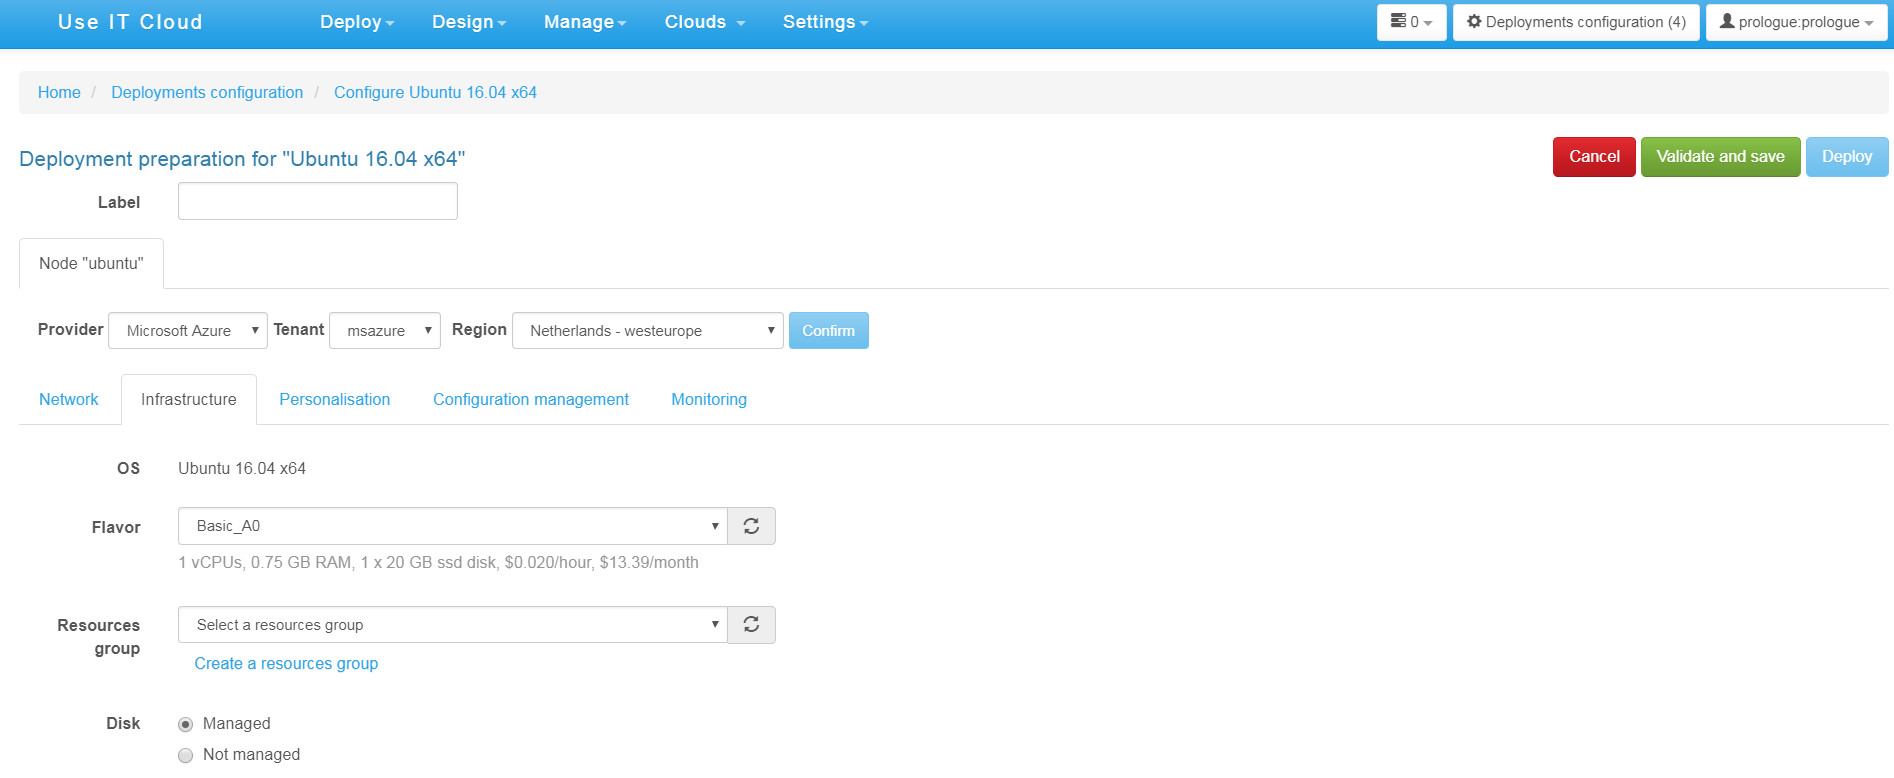 Use IT Cloud Deploy Design Manage Clouds Settings 0 Deployments configuration (4) prologue:prologue
Home / Deployments configuration / Configure Ubuntu 16.04 x64
Deployment preparation for "Ubuntu 16.04 x64" Cancel Validate and save Deploy
Label
Node "ubuntu"
Provider Microsoft Azure Tenant msazure Region Netherlands - westeurope Confirm
Network Infrastructure Personalisation Configuration management Monitoring
OS Ubuntu 16.04 x64
Flavor Basic_A0
1 vCPUs, 0.75 GB RAM, 1 x 20 GB ssd disk, $0.020/hour, $13.39/month
Resources group Select a resources group
Create a resources group
Disk Managed
Not managed